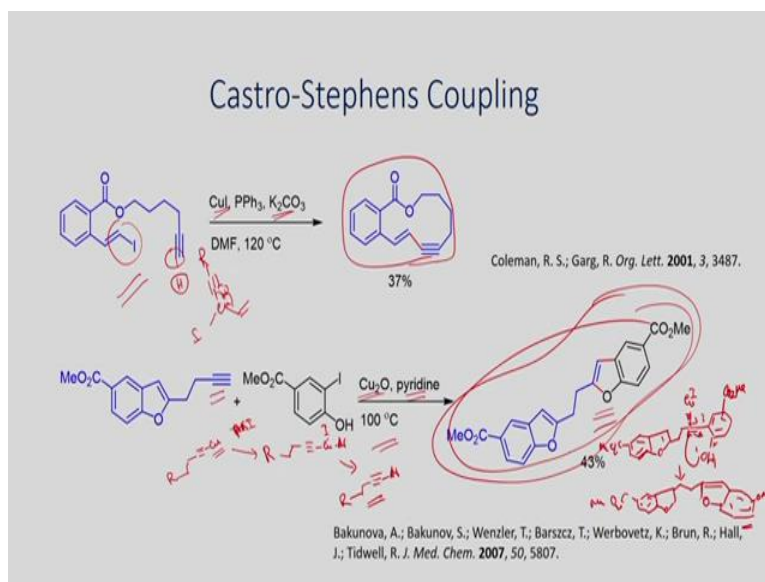 Castro-Stephens Coupling
O
O
I
H
CuI, PPh₃, K₂CO₃
DMF, 120 °C
O
O
37%
Coleman, R. S.; Garg, R. Org. Lett. 2001, 3, 3487.
R
I
MeO₂C
O
+
MeO₂C
I
OH
Cu₂O, pyridine
100 °C
CO₂Me
O
MeO₂C
O
43%
R
R
R
OH
Bakunova, A.; Bakunov, S.; Wenzler, T.; Barszcz, T.; Werbovetz, K.; Brun, R.; Hall,
J.; Tidwell, R. J. Med. Chem. 2007, 50, 5807.